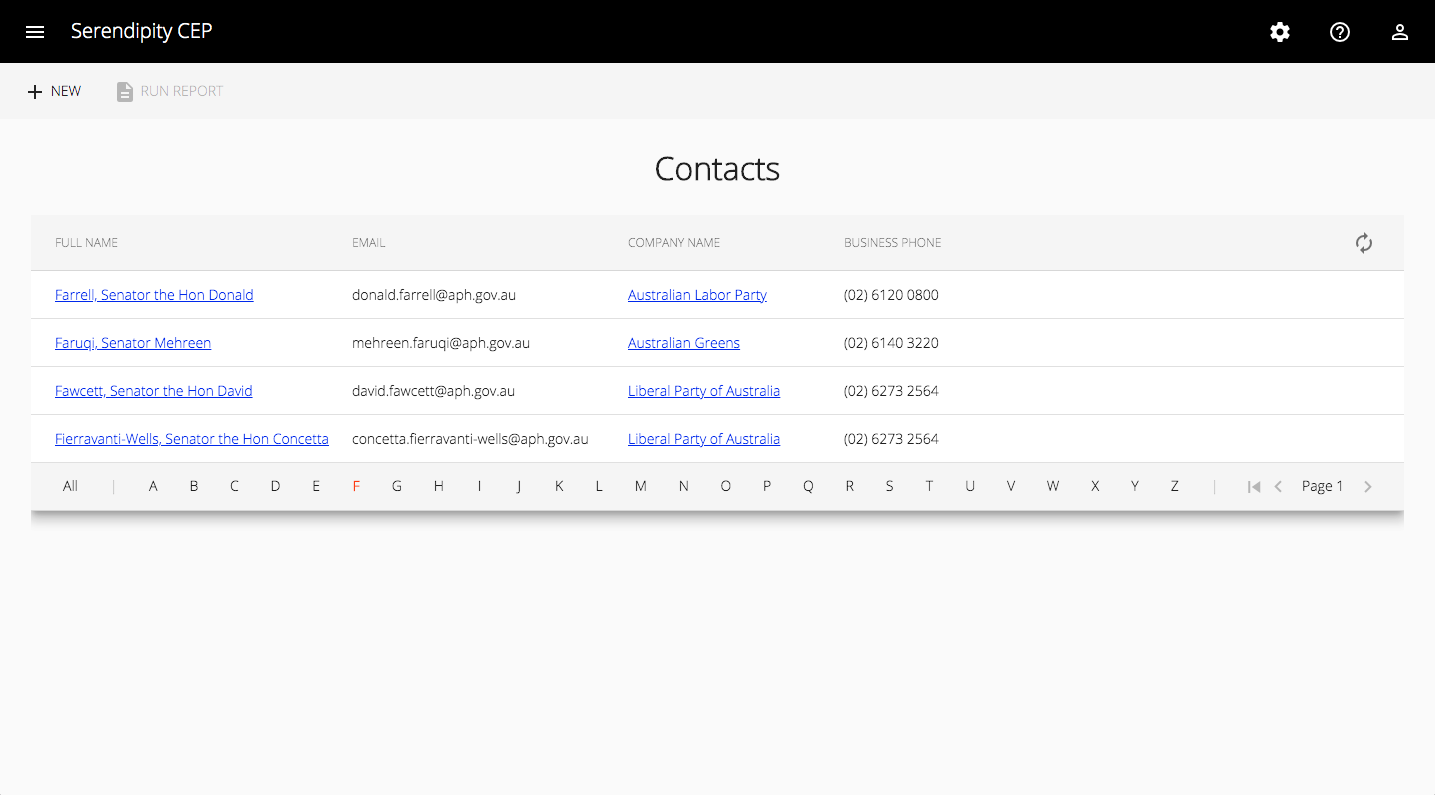 Serendipity CEP
NEW RUN REPORT
Contacts
FULL NAME EMAIL COMPANY NAME BUSINESS PHONE
Farrell, Senator the Hon Donald donald.farrell@aph.gov.au Australian Labor Party (02) 6120 0800
Faruqi, Senator Mehreen mehreen.faruqi@aph.gov.au Australian Greens (02) 6140 3220
Fawcett, Senator the Hon David david.fawcett@aph.gov.au Liberal Party of Australia (02) 6273 2564
Fierravanti-Wells, Senator the Hon Concetta concetta.fierravanti-wells@aph.gov.au Liberal Party of Australia (02) 6273 2564
All | A B C D E F G H I J K L M N O P Q R S T U V W X Y Z | Page 1